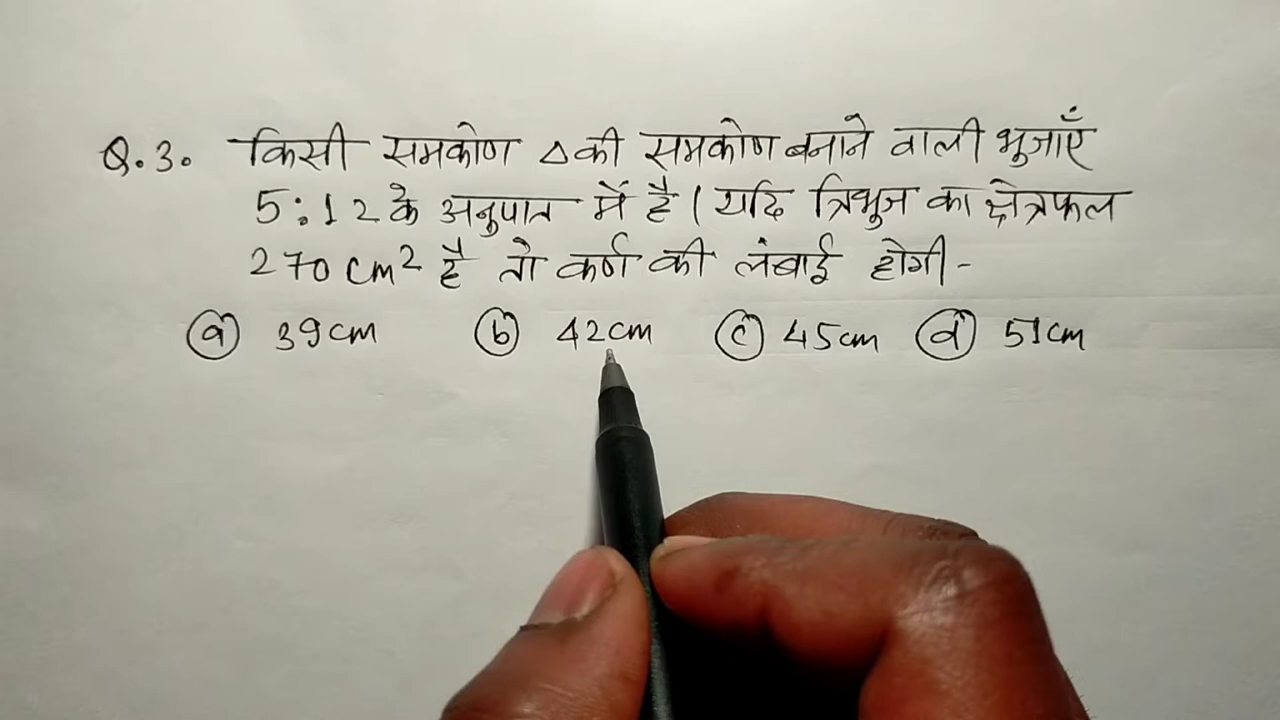 Q.3. किसी समकोण △ की समकोण बनाने वाली भुजाएँ
5:12 के अनुपात में है। यदि त्रिभुज का क्षेत्रफल
270 cm² है तो कर्ण की लंबाई होगी-
(a) 39cm (b) 42cm (c) 45cm (d) 51cm